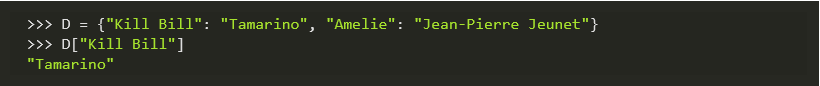 >>> D = {"Kill Bill": "Tamarino", "Amelie": "Jean-Pierre Jeunet"}
>>> D["Kill Bill"]
"Tamarino"